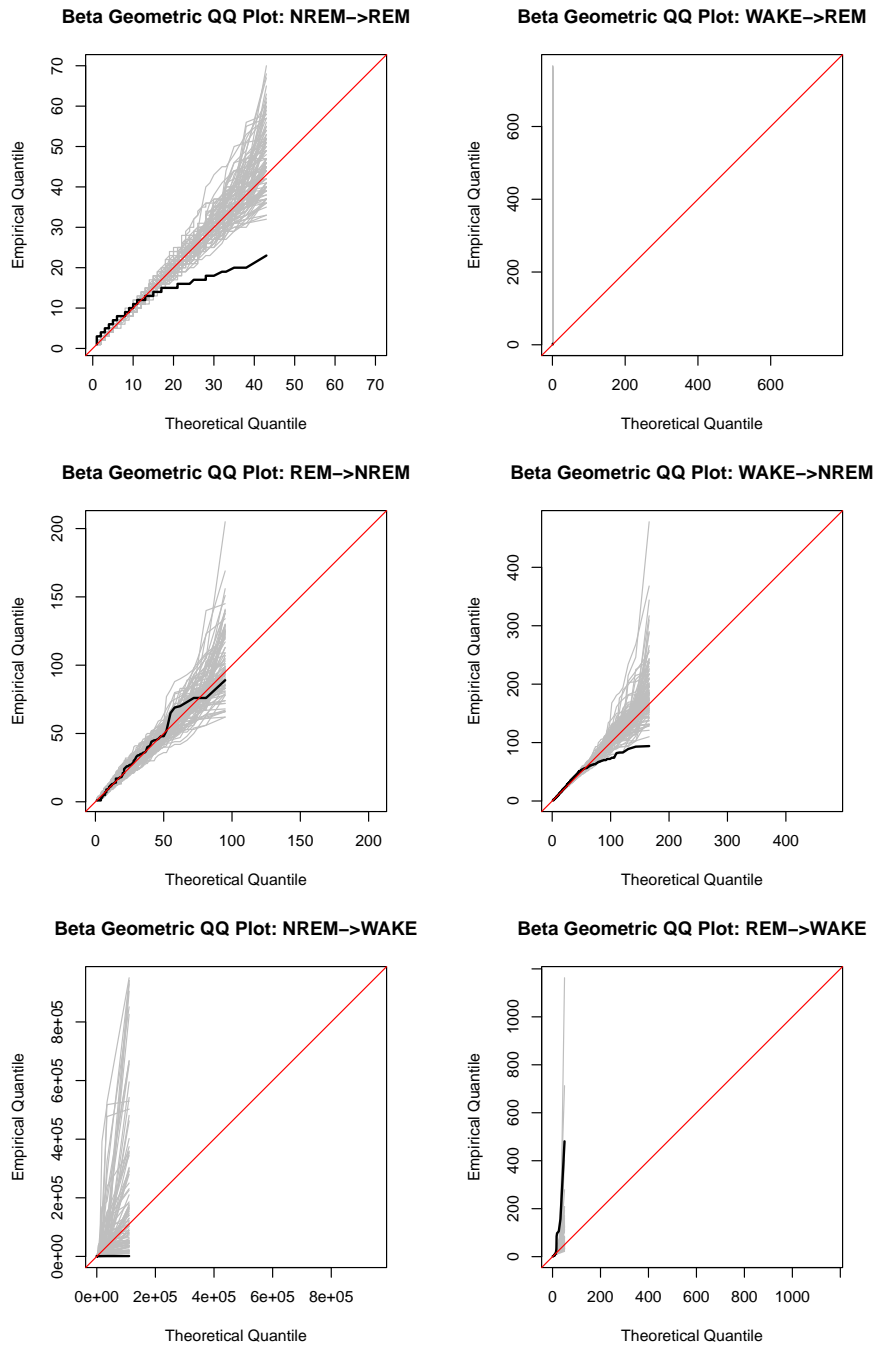 Beta Geometric QQ Plot: NREM−>REM
Empirical Quantile
0 10 20 30 40 50 60 70
0 10 20 30 40 50 60 70
Theoretical Quantile
Beta Geometric QQ Plot: WAKE−>REM
Empirical Quantile
0 200 400 600
0 200 400 600
Theoretical Quantile
Beta Geometric QQ Plot: REM−>NREM
Empirical Quantile
0 50 100 150 200
0 50 100 150 200
Theoretical Quantile
Beta Geometric QQ Plot: WAKE−>NREM
Empirical Quantile
0 100 200 300 400
0 100 200 300 400
Theoretical Quantile
Beta Geometric QQ Plot: NREM−>WAKE
Empirical Quantile
0e+00 2e+05 4e+05 6e+05 8e+05
0e+00 2e+05 4e+05 6e+05 8e+05
Theoretical Quantile
Beta Geometric QQ Plot: REM−>WAKE
Empirical Quantile
0 200 400 600 800 1000
0 200 400 600 800 1000
Theoretical Quantile